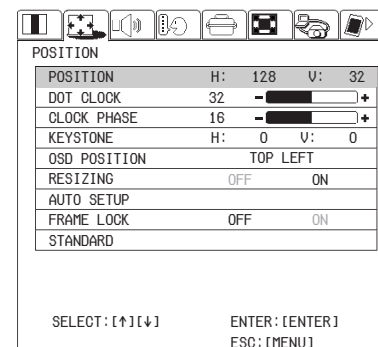 POSITION
POSITION H: 128 V: 32
DOT CLOCK 32 - +
CLOCK PHASE 16 - +
KEYSTONE H: 0 V: 0
OSD POSITION TOP LEFT
RESIZING OFF ON
AUTO SETUP
FRAME LOCK OFF ON
STANDARD
SELECT:[↑][↓] ENTER:[ENTER]
ESC:[MENU]